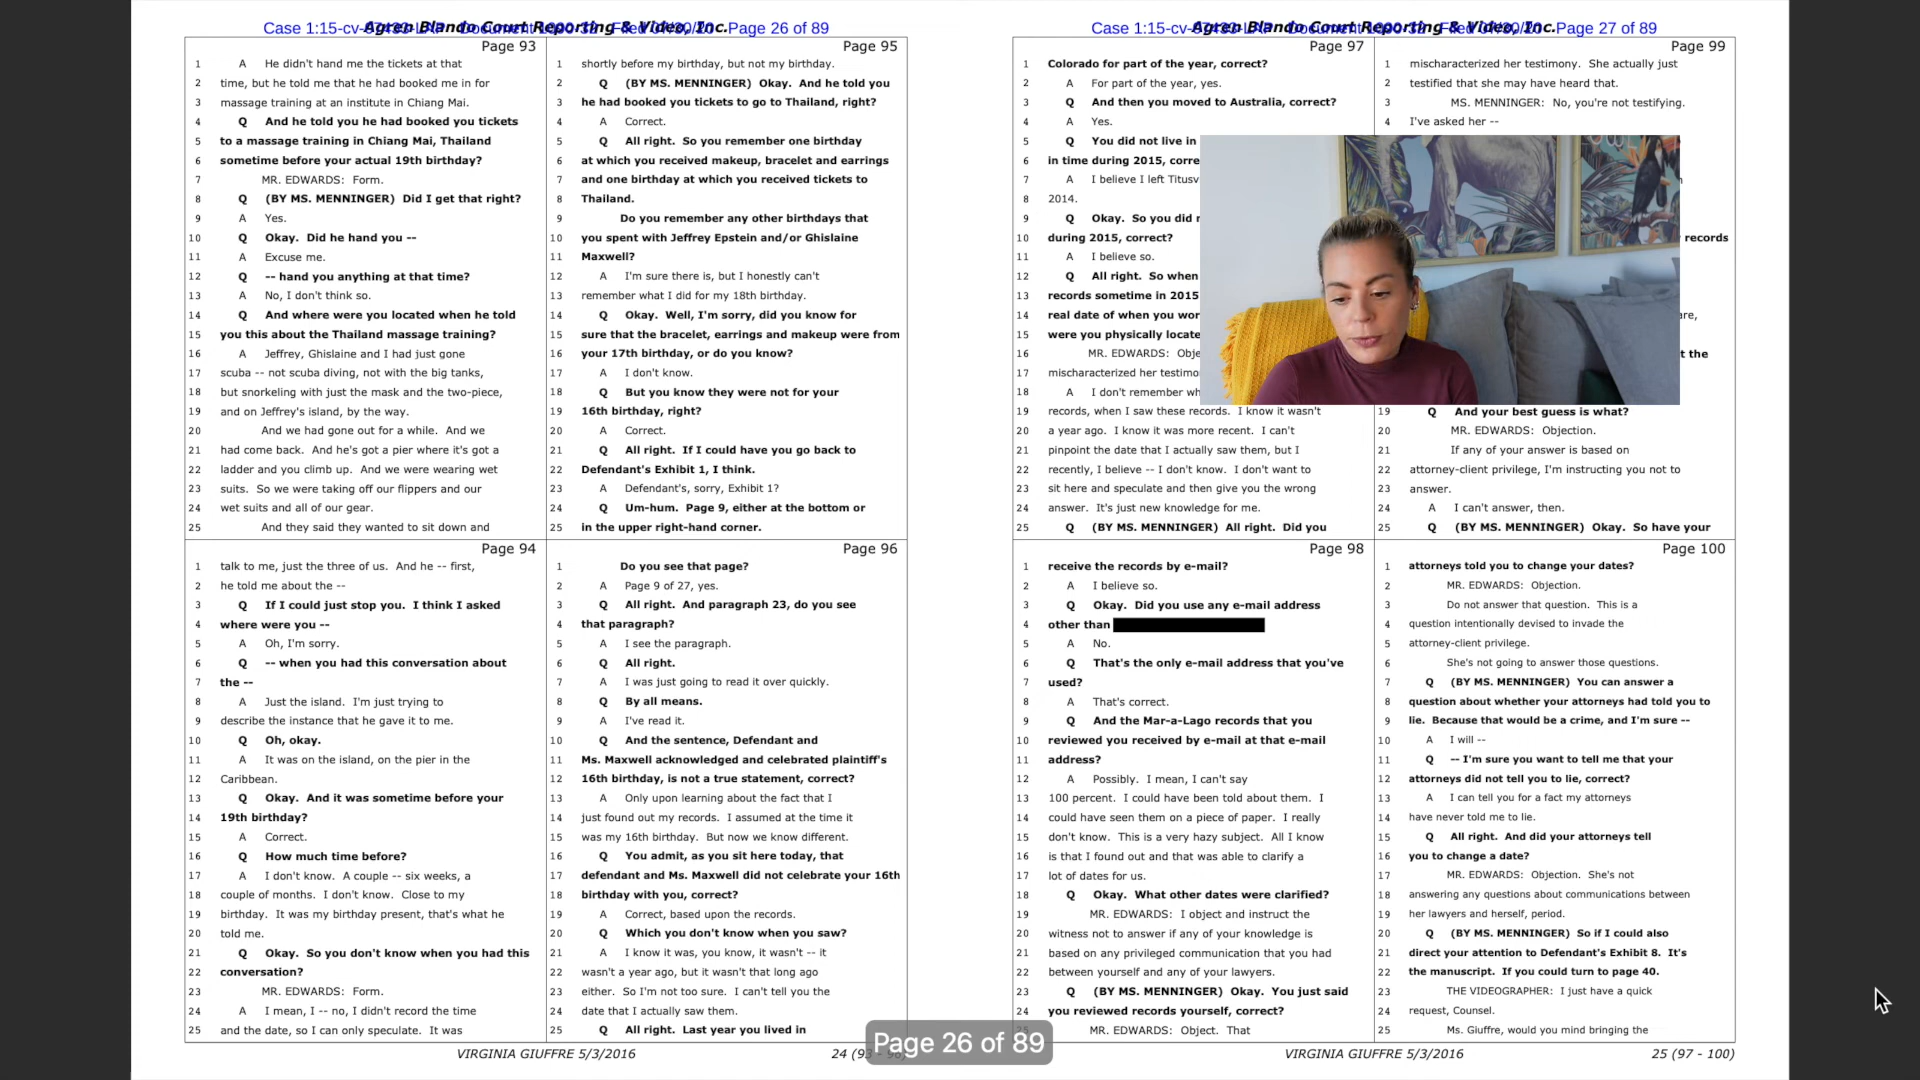 Case 1:15-cv-07433-LAP Document 1090-32 Filed 07/30/20 Page 26 of 89
Agren Blando Court Reporting & Video, Inc.
Page 93
1 A He didn't hand me the tickets at that
2 time, but he told me that he had booked me in for
3 massage training at an institute in Chiang Mai.
4 Q And he told you he had booked you tickets
5 to a massage training in Chiang Mai, Thailand
6 sometime before your actual 19th birthday?
7 MR. EDWARDS: Form.
8 Q (BY MS. MENNINGER) Did I get that right?
9 A Yes.
10 Q Okay. Did he hand you --
11 A Excuse me.
12 Q -- hand you anything at that time?
13 A No, I don't think so.
14 Q And where were you located when he told
15 you this about the Thailand massage training?
16 A Jeffrey, Ghislaine and I had just gone
17 scuba -- not scuba diving, not with the big tanks,
18 but snorkeling with just the mask and the two-piece,
19 and on Jeffrey's island, by the way.
20 And we had gone out for a while. And we
21 had come back. And he's got a pier where it's got a
22 ladder and you climb up. And we were wearing wet
23 suits. So we were taking off our flippers and our
24 wet suits and all of our gear.
25 And they said they wanted to sit down and
Page 94
1 talk to me, just the three of us. And he -- first,
2 he told me about the --
3 Q If I could just stop you. I think I asked
4 where were you --
5 A Oh, I'm sorry.
6 Q -- when you had this conversation about
7 the --
8 A Just the island. I'm just trying to
9 describe the instance that he gave it to me.
10 Q Oh, okay.
11 A It was on the island, on the pier in the
12 Caribbean.
13 Q Okay. And it was sometime before your
14 19th birthday?
15 A Correct.
16 Q How much time before?
17 A I don't know. A couple -- six weeks, a
18 couple of months. I don't know. Close to my
19 birthday. It was my birthday present, that's what he
20 told me.
21 Q Okay. So you don't know when you had this
22 conversation?
23 MR. EDWARDS: Form.
24 A I mean, I -- no, I didn't record the time
25 and the date, so I can only speculate. It was
Page 95
1 shortly before my birthday, but not my birthday.
2 Q (BY MS. MENNINGER) Okay. And he told you
3 he had booked you tickets to go to Thailand, right?
4 A Correct.
5 Q All right. So you remember one birthday
6 at which you received makeup, bracelet and earrings
7 and one birthday at which you received tickets to
8 Thailand.
9 Do you remember any other birthdays that
10 you spent with Jeffrey Epstein and/or Ghislaine
11 Maxwell?
12 A I'm sure there is, but I honestly can't
13 remember what I did for my 18th birthday.
14 Q Okay. Well, I'm sorry, did you know for
15 sure that the bracelet, earrings and makeup were from
16 your 17th birthday, or do you know?
17 A I don't know.
18 Q But you know they were not for your
19 16th birthday, right?
20 A Correct.
21 Q All right. If I could have you go back to
22 Defendant's Exhibit 1, I think.
23 A Defendant's, sorry, Exhibit 1?
24 Q Um-hum. Page 9, either at the bottom or
25 in the upper right-hand corner.
Page 96
1 Do you see that page?
2 A Page 9 of 27, yes.
3 Q All right. And paragraph 23, do you see
4 that paragraph?
5 A I see the paragraph.
6 Q All right.
7 A I was just going to read it over quickly.
8 Q By all means.
9 A I've read it.
10 Q And the sentence, Defendant and
11 Ms. Maxwell acknowledged and celebrated plaintiff's
12 16th birthday, is not a true statement, correct?
13 A Only upon learning about the fact that I
14 just found out my records. I assumed at the time it
15 was my 16th birthday. But now we know different.
16 Q You admit, as you sit here today, that
17 defendant and Ms. Maxwell did not celebrate your 16th
18 birthday with you, correct?
19 A Correct, based upon the records.
20 Q Which you don't know when you saw?
21 A I know it was, you know, it wasn't -- it
22 wasn't a year ago, but it wasn't that long ago
23 either. So I'm not too sure. I can't tell you the
24 date that I actually saw them.
25 Q All right. Last year you lived in
VIRGINIA GIUFFRE 5/3/2016
24 (93 - 96)
Case 1:15-cv-07433-LAP Document 1090-32 Filed 07/30/20 Page 27 of 89
Agren Blando Court Reporting & Video, Inc.
Page 97
1 Colorado for part of the year, correct?
2 A For part of the year, yes.
3 Q And then you moved to Australia, correct?
4 A Yes.
5 Q You did not live in
6 in time during 2015, corre
7 A I believe I left Titusv
8 2014.
9 Q Okay. So you did
10 during 2015, correct?
11 A I believe so.
12 Q All right. So when
13 records sometime in 2015
14 real date of when you wor
15 were you physically locate
16 MR. EDWARDS: Obje
17 mischaracterized her testimo
18 A I don't remember wh
19 records, when I saw these records. I know it wasn't
20 a year ago. I know it was more recent. I can't
21 pinpoint the date that I actually saw them, but I
22 recently, I believe -- I don't know. I don't want to
23 sit here and speculate and then give you the wrong
24 answer. It's just new knowledge for me.
25 Q (BY MS. MENNINGER) All right. Did you
Page 98
1 receive the records by e-mail?
2 A I believe so.
3 Q Okay. Did you use any e-mail address
4 other than
5 A No.
6 Q That's the only e-mail address that you've
7 used?
8 A That's correct.
9 Q And the Mar-a-Lago records that you
10 reviewed you received by e-mail at that e-mail
11 address?
12 A Possibly. I mean, I can't say
13 100 percent. I could have been told about them. I
14 could have seen them on a piece of paper. I really
15 don't know. This is a very hazy subject. All I know
16 is that I found out and that was able to clarify a
17 lot of dates for us.
18 Q Okay. What other dates were clarified?
19 MR. EDWARDS: I object and instruct the
20 witness not to answer if any of your knowledge is
21 based on any privileged communication that you had
22 between yourself and any of your lawyers.
23 Q (BY MS. MENNINGER) Okay. You just said
24 you reviewed records yourself, correct?
25 MR. EDWARDS: Object. That
Page 99
1 mischaracterized her testimony. She actually just
2 testified that she may have heard that.
3 MS. MENNINGER: No, you're not testifying.
4 I've asked her --
records
are,
t the
19 Q And your best guess is what?
20 MR. EDWARDS: Objection.
21 If any of your answer is based on
22 attorney-client privilege, I'm instructing you not to
23 answer.
24 A I can't answer, then.
25 Q (BY MS. MENNINGER) Okay. So have your
Page 100
1 attorneys told you to change your dates?
2 MR. EDWARDS: Objection.
3 Do not answer that question. This is a
4 question intentionally devised to invade the
5 attorney-client privilege.
6 She's not going to answer those questions.
7 Q (BY MS. MENNINGER) You can answer a
8 question about whether your attorneys had told you to
9 lie. Because that would be a crime, and I'm sure --
10 A I will --
11 Q -- I'm sure you want to tell me that your
12 attorneys did not tell you to lie, correct?
13 A I can tell you for a fact my attorneys
14 have never told me to lie.
15 Q All right. And did your attorneys tell
16 you to change a date?
17 MR. EDWARDS: Objection. She's not
18 answering any questions about communications between
19 her lawyers and herself, period.
20 Q (BY MS. MENNINGER) So if I could also
21 direct your attention to Defendant's Exhibit 8. It's
22 the manuscript. If you could turn to page 40.
23 THE VIDEOGRAPHER: I just have a quick
24 request, Counsel.
25 Ms. Giuffre, would you mind bringing the
VIRGINIA GIUFFRE 5/3/2016
25 (97 - 100)
Page 26 of 89